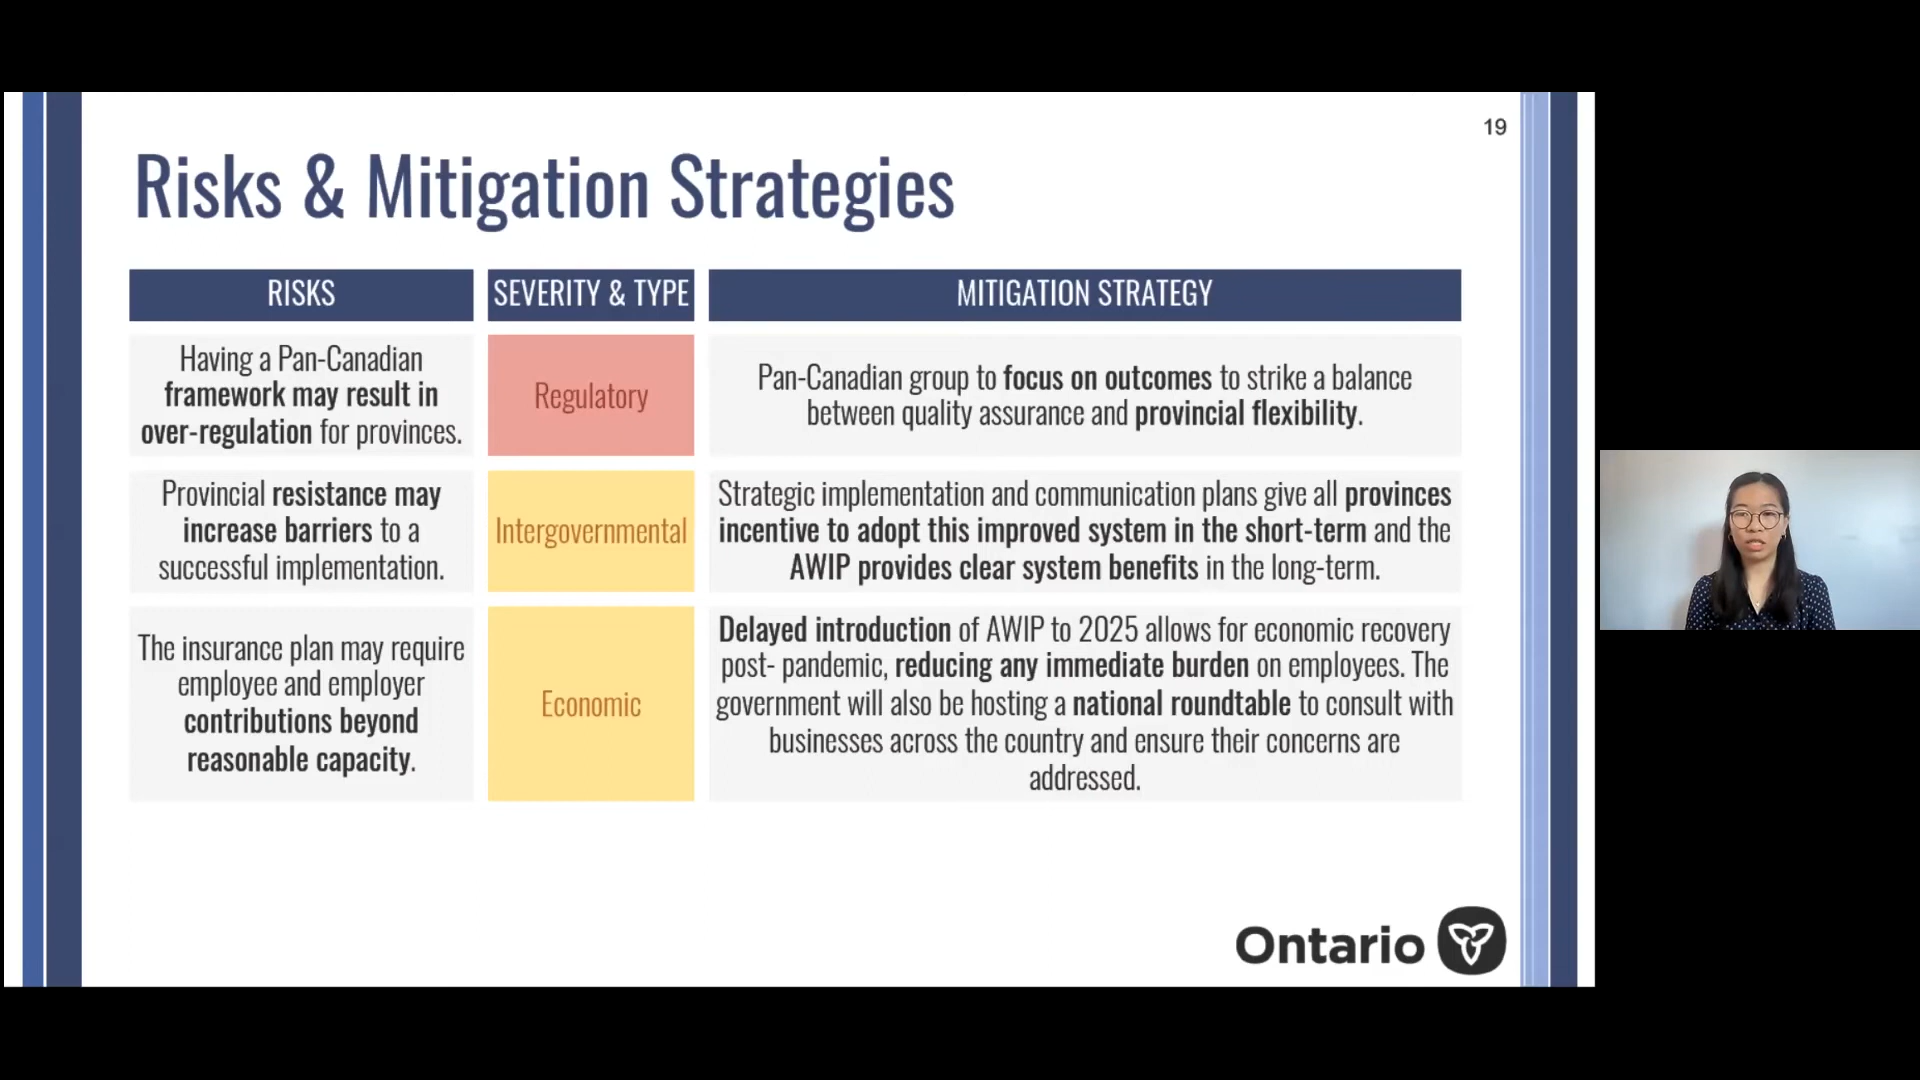 19
Risks & Mitigation Strategies
RISKS
SEVERITY & TYPE
MITIGATION STRATEGY
Having a Pan-Canadian
framework may result in
over-regulation for provinces.
Regulatory
Pan-Canadian group to focus on outcomes to strike a balance
between quality assurance and provincial flexibility.
Provincial resistance may
increase barriers to a
successful implementation.
Intergovernmental
Strategic implementation and communication plans give all provinces
incentive to adopt this improved system in the short-term and the
AWIP provides clear system benefits in the long-term.
The insurance plan may require
employee and employer
contributions beyond
reasonable capacity.
Economic
Delayed introduction of AWIP to 2025 allows for economic recovery
post- pandemic, reducing any immediate burden on employees. The
government will also be hosting a national roundtable to consult with
businesses across the country and ensure their concerns are
addressed.
Ontario